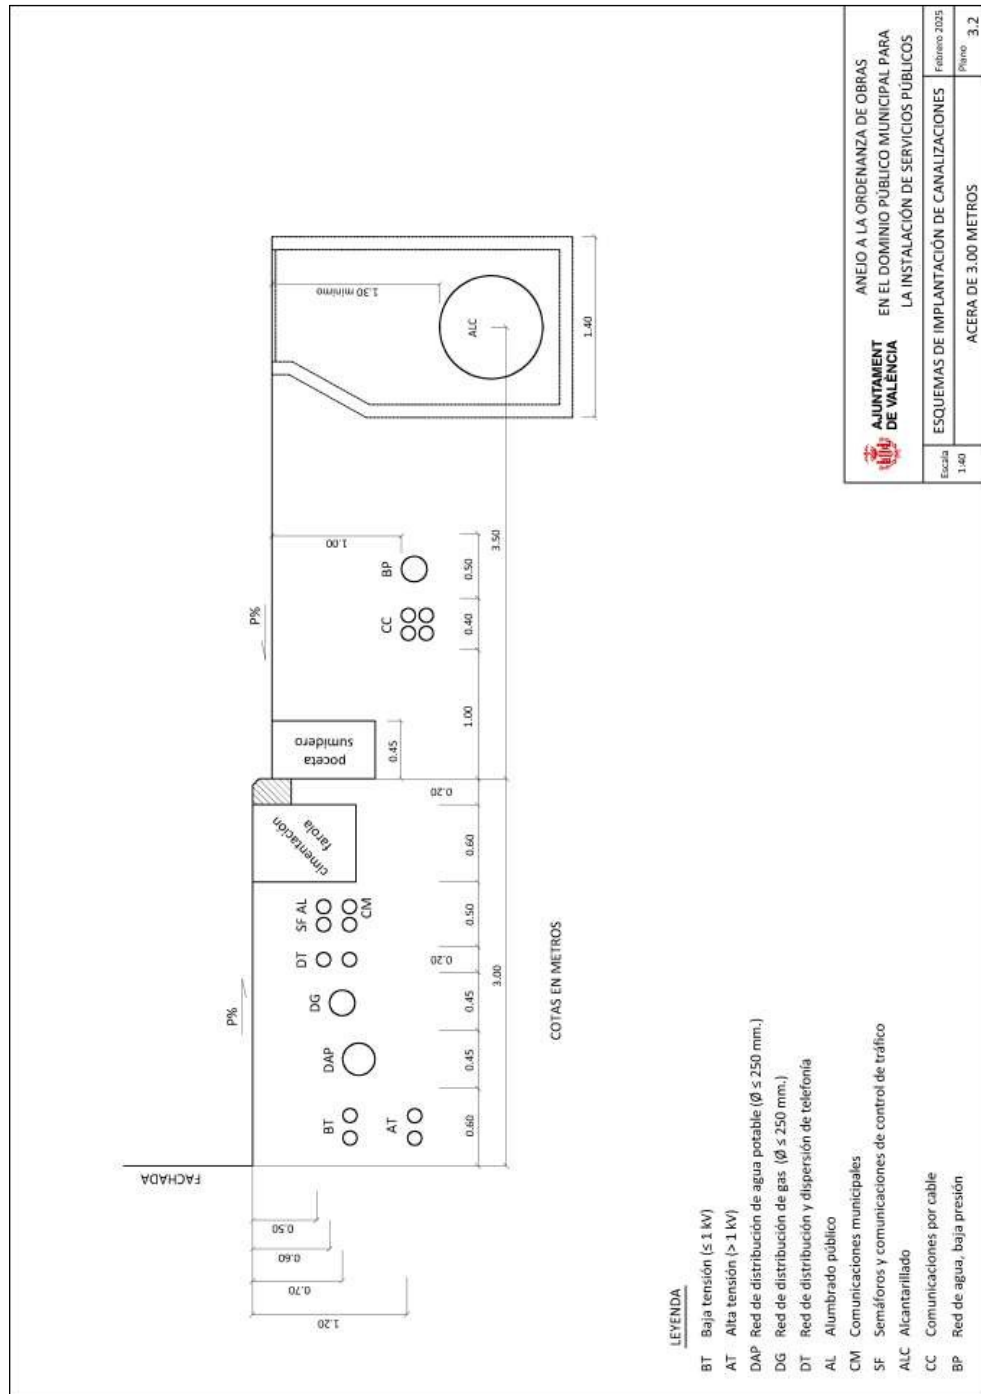 FACHADA
P%
P%
0.50
0.60
0.70
1.20
BT
AT
DAP
DG
DT
SF AL
CM
cimentación
farola
poceta
sumidero
CC
BP
ALC
1.00
1.30 mínimo
0.45
0.60
0.45
0.45
0.20
0.50
0.60
0.20
1.00
0.40
0.50
3.00
3.50
1.40
COTAS EN METROS
LEYENDA
BT Baja tensión (≤ 1 kV)
AT Alta tensión (> 1 kV)
DAP Red de distribución de agua potable (Ø ≤ 250 mm.)
DG Red de distribución de gas (Ø ≤ 250 mm.)
DT Red de distribución y dispersión de telefonía
AL Alumbrado público
CM Comunicaciones municipales
SF Semáforos y comunicaciones de control de tráfico
ALC Alcantarillado
CC Comunicaciones por cable
BP Red de agua, baja presión
AJUNTAMENT
DE VALÈNCIA
ANEJO A LA ORDENANZA DE OBRAS
EN EL DOMINIO PÚBLICO MUNICIPAL PARA
LA INSTALACIÓN DE SERVICIOS PÚBLICOS
Escala
1:40
ESQUEMAS DE IMPLANTACIÓN DE CANALIZACIONES
ACERA DE 3.00 METROS
Febrero 2025
Plano
3.2